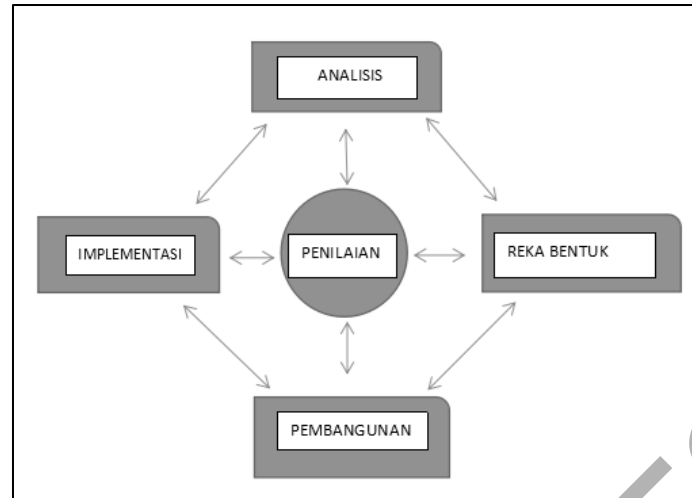 ANALISIS
IMPLEMENTASI
PENILAIAN
REKA BENTUK
PEMBANGUNAN